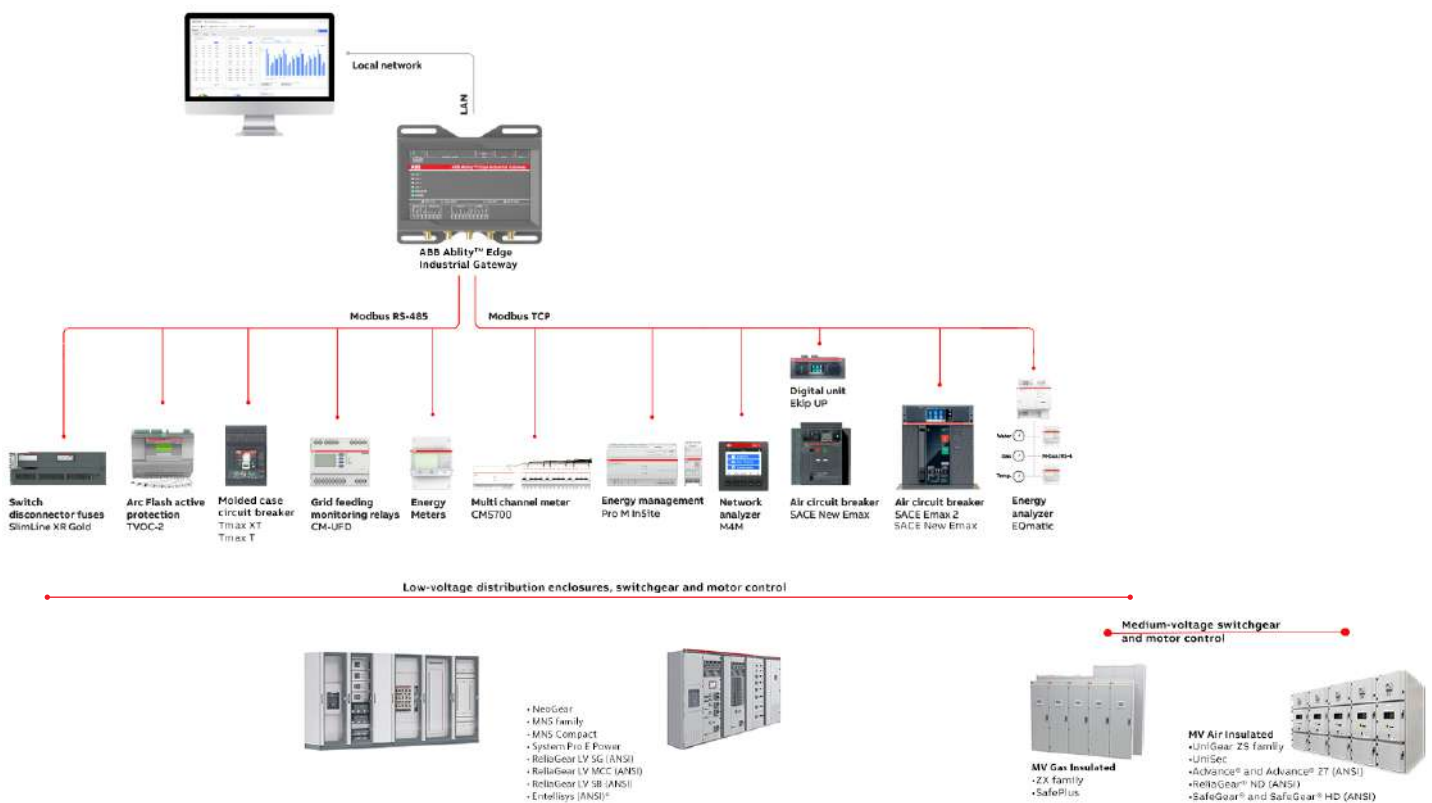 Local network
LAN
ABB
ABB Ability™ Edge Industrial Gateway
ABB Ablity™ Edge
Industrial Gateway
Modbus RS-485
Modbus TCP
Digital unit
Ekip UP
Water
Gas
Temp.
Switch
disconnector fuses
SlimLine XR Gold
Arc Flash active
protection
TVOC-2
Molded case
circuit breaker
Tmax XT
Tmax T
Grid feeding
monitoring relays
CM-UFD
Energy
Meters
Multi channel meter
CMS700
Energy management
Pro M InSite
Network
analyzer
M4M
Air circuit breaker
SACE New Emax
Air circuit breaker
SACE Emax 2
SACE New Emax
Energy
analyzer
EQmatic
Low-voltage distribution enclosures, switchgear and motor control
Medium-voltage switchgear
and motor control
• NeoGear
• MNS family
• MNS Compact
• System Pro E Power
• ReliaGear LV SG (ANSI)
• ReliaGear LV MCC (ANSI)
• ReliaGear LV SB (ANSI)
• Entellisys (ANSI)*
MV Gas Insulated
•ZX family
•SafePlus
MV Air Insulated
•UniGear ZS family
•UniSec
•Advance® and Advance® 27 (ANSI)
•ReliaGear® ND (ANSI)
•SafeGear® and SafeGear® HD (ANSI)